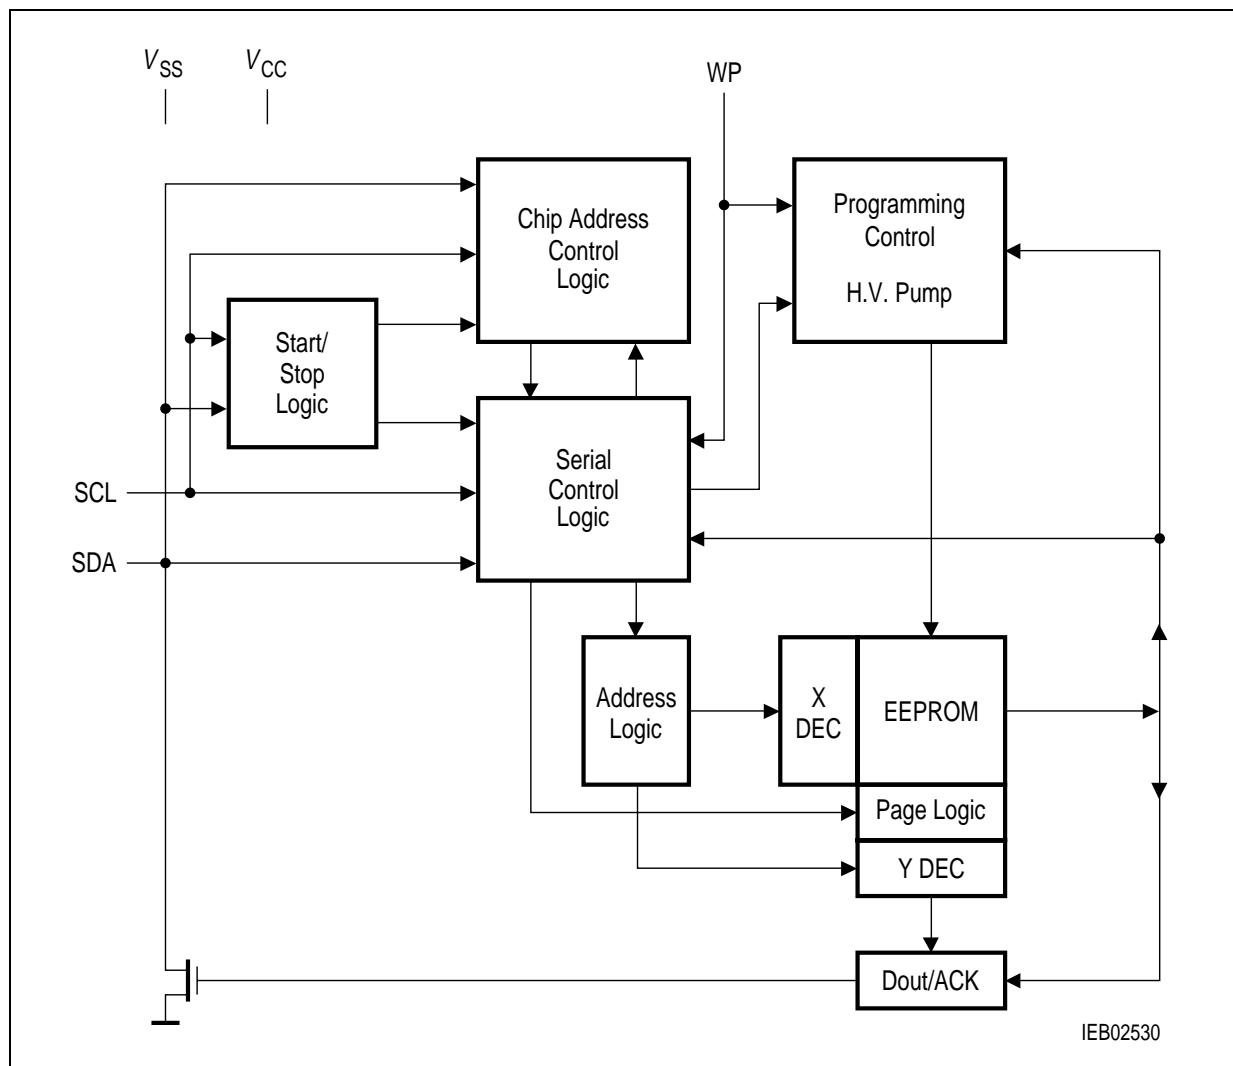 VSS
VCC
WP
Chip Address
Control
Logic
Programming
Control
H.V. Pump
Start/
Stop
Logic
SCL
Serial
Control
Logic
SDA
Address
Logic
X
DEC
EEPROM
Page Logic
Y DEC
Dout/ACK
IEB02530